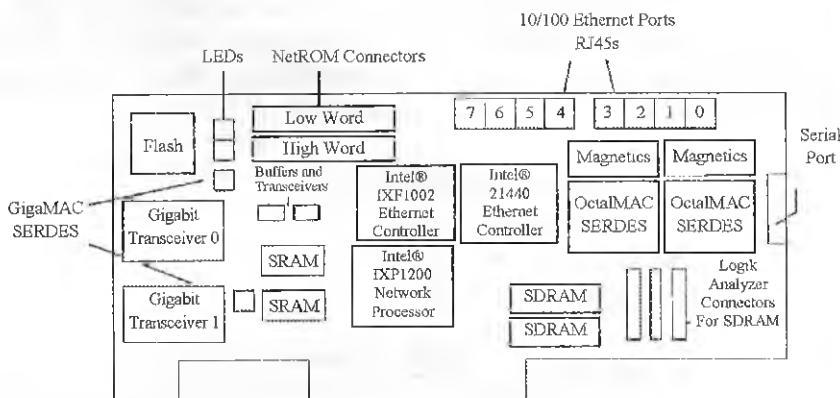 10/100 Ethernet Ports
RJ45s
LEDs
NetROM Connectors
7 6 5 4 3 2 1 0
Low Word
High Word
Flash
Serial
Port
Buffers and
Transceivers
Magnetics
Magnetics
Intel®
IXF1002
Ethernet
Controller
Intel®
21440
Ethernet
Controller
OctalMAC
SERDES
OctalMAC
SERDES
GigaMAC
SERDES
Gigabit
Transceiver 0
SRAM
Intel®
IXP1200
Network
Processor
Logik
Analyzer
Connectors
For SDRAM
Gigabit
Transceiver 1
SRAM
SDRAM
SDRAM